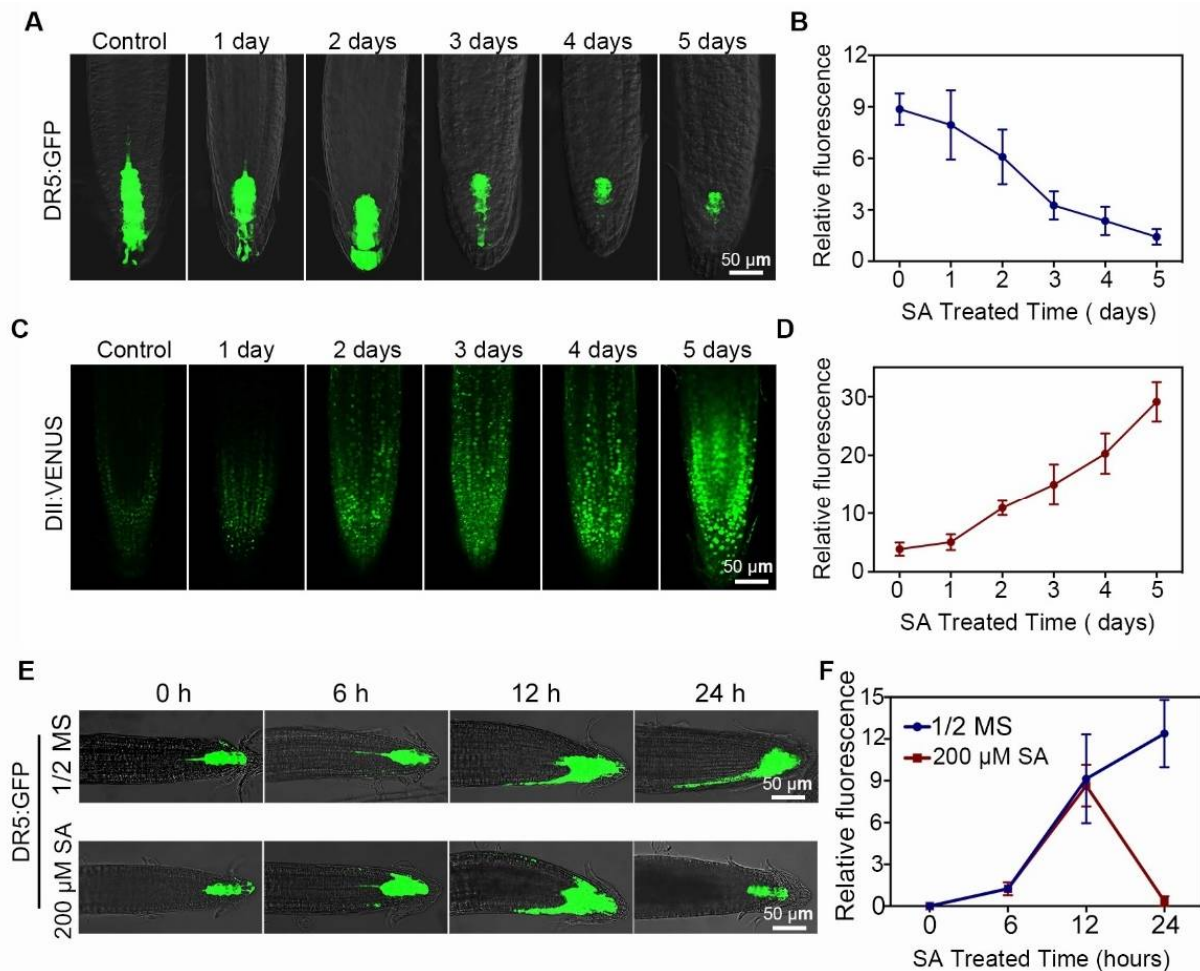 A
Control 1 day 2 days 3 days 4 days 5 days
DR5:GFP
50 µm
B
Relative fluorescence
12
9
6
3
0
0 1 2 3 4 5
SA Treated Time ( days)
C
Control 1 day 2 days 3 days 4 days 5 days
DII:VENUS
50 µm
D
Relative fluorescence
30
20
10
0
0 1 2 3 4 5
SA Treated Time ( days)
E
0 h 6 h 12 h 24 h
DR5:GFP
1/2 MS
50 µm
200 µM SA
50 µm
F
Relative fluorescence
15
12
9
6
3
0
1/2 MS
200 µM SA
0 6 12 24
SA Treated Time (hours)